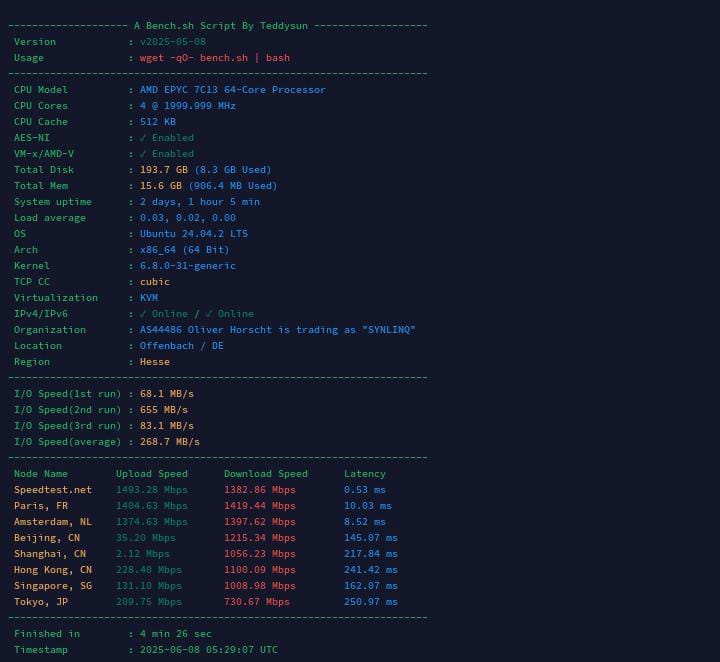 -------------------- A Bench.sh Script By Teddysun -------------------
Version : v2025-05-08
Usage : wget -qO- bench.sh | bash
----------------------------------------------------------------------
CPU Model : AMD EPYC 7C13 64-Core Processor
CPU Cores : 4 @ 1999.999 MHz
CPU Cache : 512 KB
AES-NI : ✓ Enabled
VM-x/AMD-V : ✓ Enabled
Total Disk : 193.7 GB (8.3 GB Used)
Total Mem : 15.6 GB (906.4 MB Used)
System uptime : 2 days, 1 hour 5 min
Load average : 0.03, 0.02, 0.00
OS : Ubuntu 24.04.2 LTS
Arch : x86_64 (64 Bit)
Kernel : 6.8.0-31-generic
TCP CC : cubic
Virtualization : KVM
IPv4/IPv6 : ✓ Online / ✓ Online
Organization : AS44486 Oliver Horscht is trading as "SYNLINQ"
Location : Offenbach / DE
Region : Hesse
----------------------------------------------------------------------
I/O Speed(1st run) : 68.1 MB/s
I/O Speed(2nd run) : 655 MB/s
I/O Speed(3rd run) : 83.1 MB/s
I/O Speed(average) : 268.7 MB/s
----------------------------------------------------------------------
Node Name Upload Speed Download Speed Latency
Speedtest.net 1493.28 Mbps 1382.86 Mbps 0.53 ms
Paris, FR 1404.63 Mbps 1419.44 Mbps 10.03 ms
Amsterdam, NL 1374.63 Mbps 1397.62 Mbps 8.52 ms
Beijing, CN 35.20 Mbps 1215.34 Mbps 145.07 ms
Shanghai, CN 2.12 Mbps 1056.23 Mbps 217.84 ms
Hong Kong, CN 228.40 Mbps 1100.09 Mbps 241.42 ms
Singapore, SG 131.10 Mbps 1008.98 Mbps 162.07 ms
Tokyo, JP 209.75 Mbps 730.67 Mbps 250.97 ms
----------------------------------------------------------------------
Finished in : 4 min 26 sec
Timestamp : 2025-06-08 05:29:07 UTC